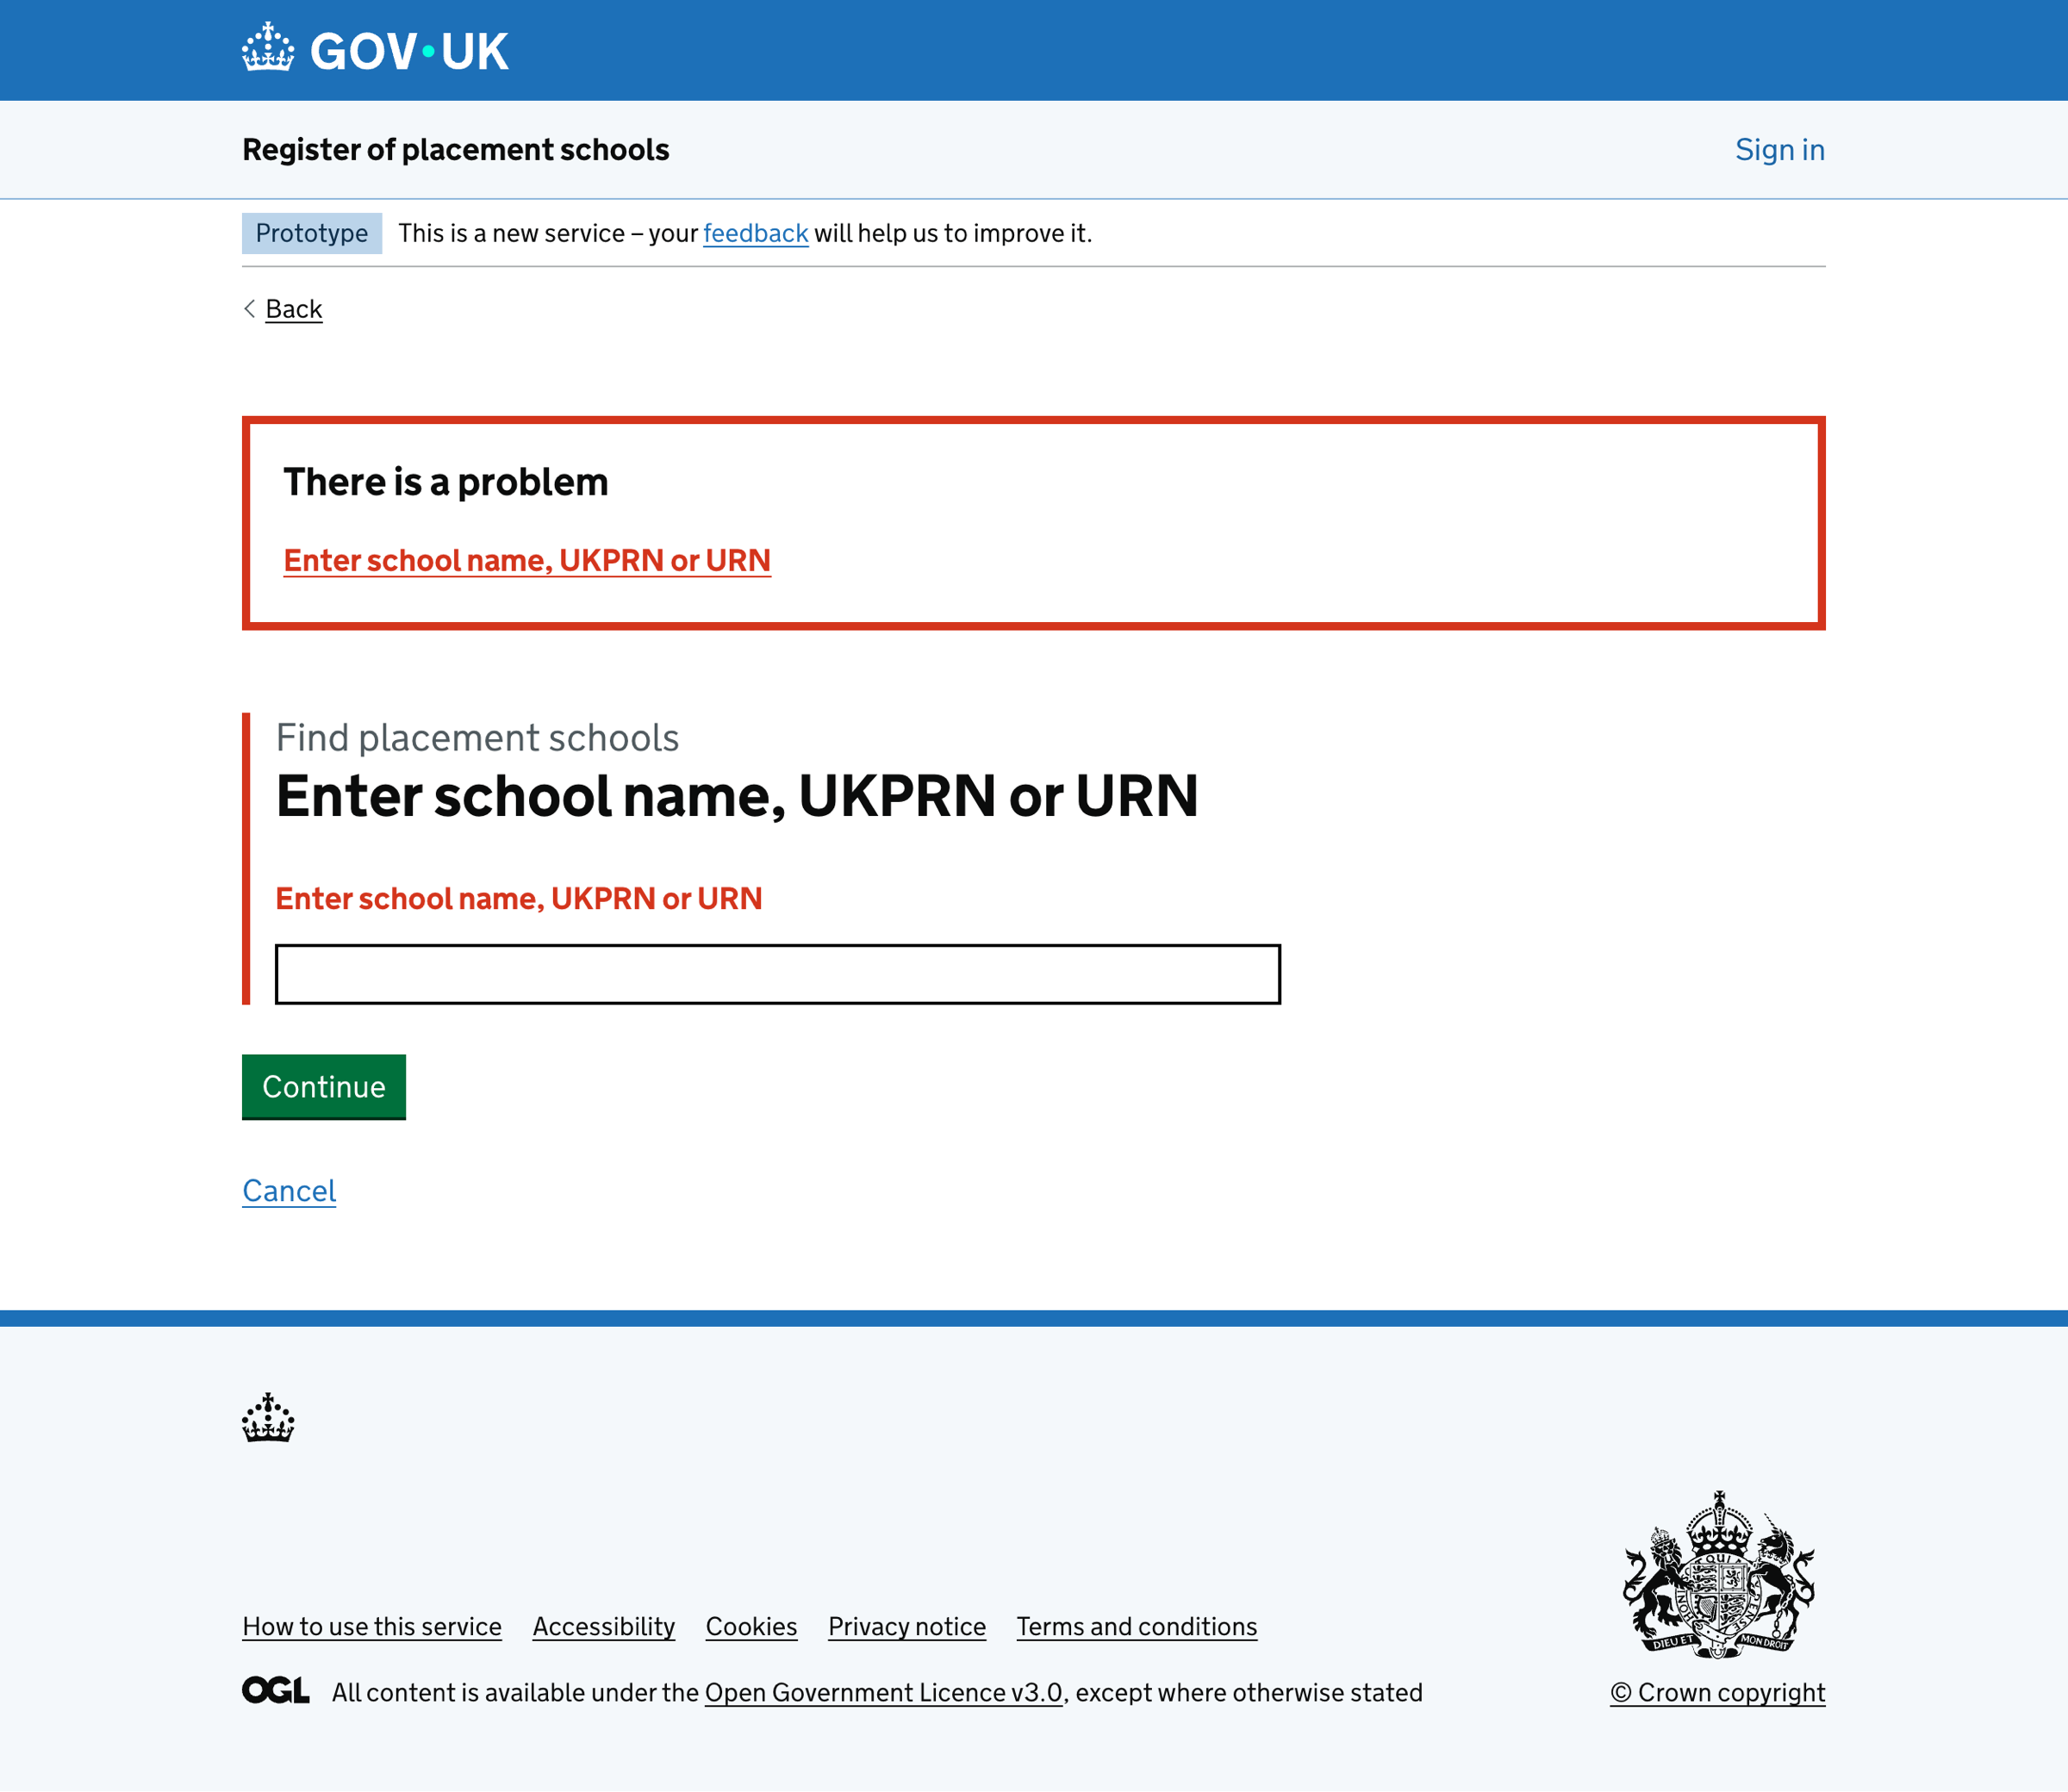 GOV·UK
Register of placement schools
Sign in
Prototype
This is a new service – your feedback will help us to improve it.
Back
There is a problem
Enter school name, UKPRN or URN
Find placement schools
Enter school name, UKPRN or URN
Enter school name, UKPRN or URN
Continue
Cancel
How to use this service
Accessibility
Cookies
Privacy notice
Terms and conditions
DIEU ET MON DROIT
OGL
All content is available under the Open Government Licence v3.0, except where otherwise stated
© Crown copyright